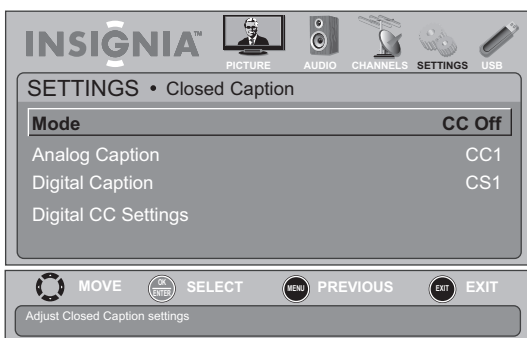 INSIGNIA™
PICTURE AUDIO CHANNELS SETTINGS USB
SETTINGS • Closed Caption
Mode CC Off
Analog Caption CC1
Digital Caption CS1
Digital CC Settings
MOVE OK ENTER SELECT MENU PREVIOUS EXIT EXIT
Adjust Closed Caption settings